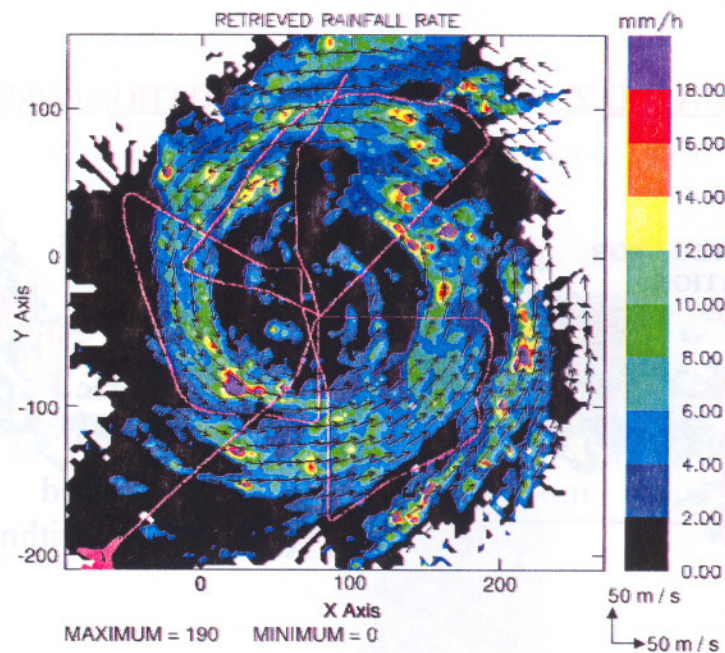 RETRIEVED RAINFALL RATE
mm/h
18.00
16.00
14.00
12.00
10.00
8.00
6.00
4.00
2.00
0.00
100
0
-100
-200
Y Axis
0
100
200
X Axis
MAXIMUM = 190 MINIMUM = 0
50 m / s
50 m / s